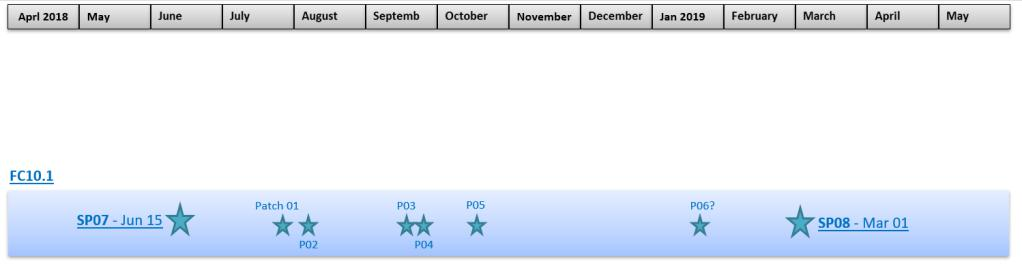 Aprl 2018 May June July August Septemb October November December Jan 2019 February March April May
FC10.1
Patch 01 P03 P05 P06?
SP07 - Jun 15 SP08 - Mar 01
P02 P04